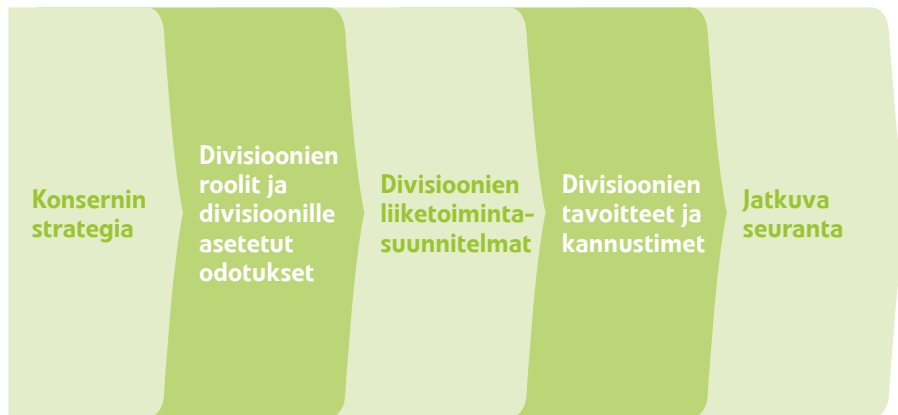 Konsernin
strategia
Divisioonien
roolit ja
divisioonille
asetetut
odotukset
Divisioonien
liiketoiminta-
suunnitelmat
Divisioonien
tavoitteet ja
kannustimet
Jatkuva
seuranta